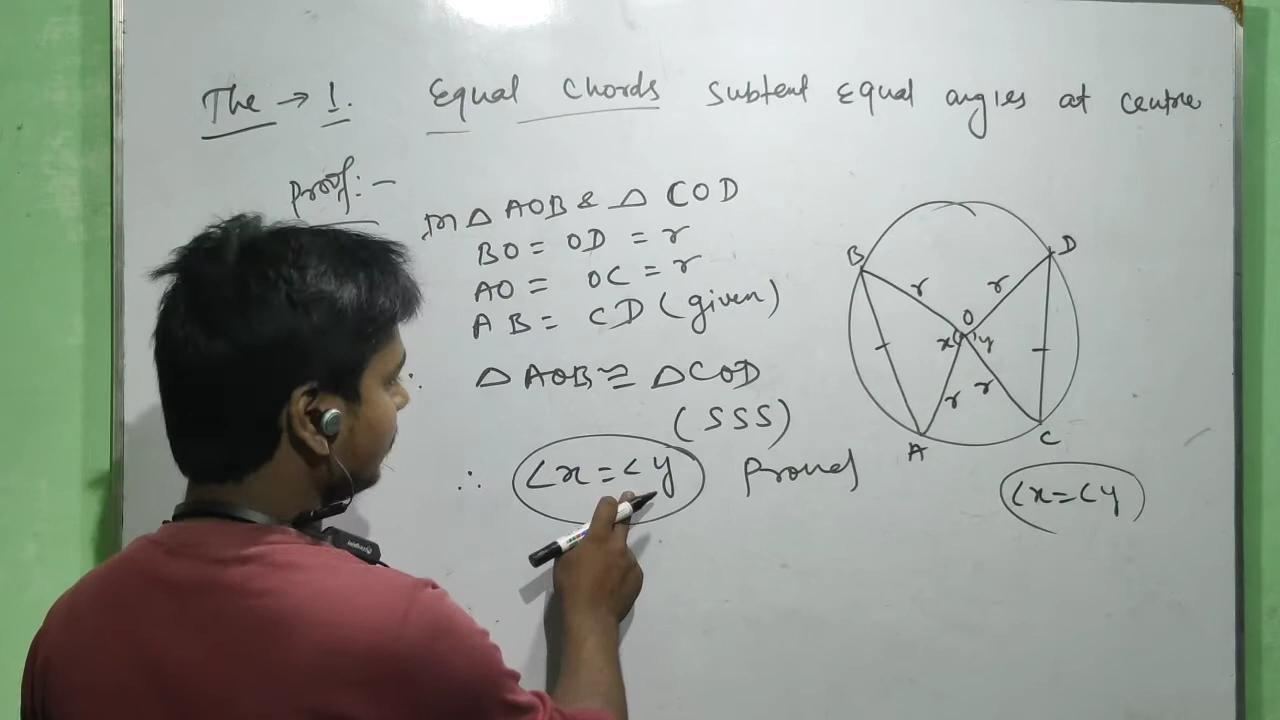 The → 1. Equal Chords Subtend Equal angles at centre
Proof:-
In △ AOB & △ COD
BO = OD = r
AO = OC = r
AB = CD (given)
∴ △ AOB ≅ △ COD
(SSS)
∴ ∠x = ∠y Proved
B
D
r
r
O
x
y
r
r
A
C
∠x = ∠y